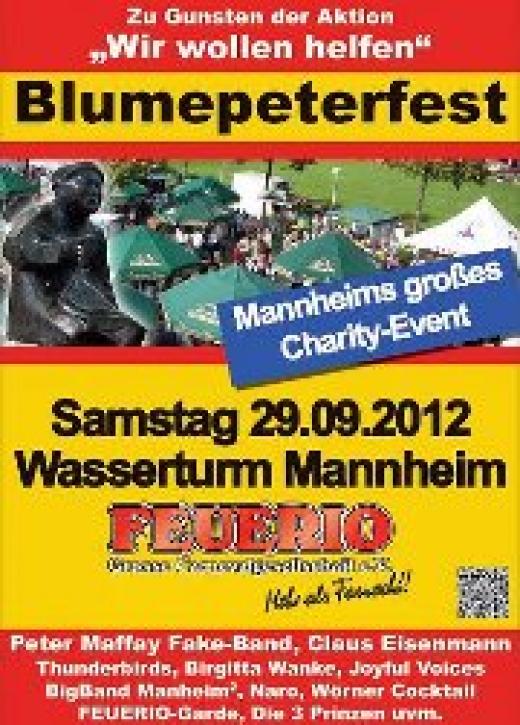 Zu Gunsten der Aktion
„Wir wollen helfen“
Blumepeterfest
Mannheims großes
Charity-Event
Samstag 29.09.2012
Wasserturm Mannheim
FEUERIO
Mehr als Fasnacht!!
Peter Maffay Fake-Band, Claus Eisenmann
Thunderbirds, Birgitta Wanke, Joyful Voices
BigBand Manheim², Naro, Wörner Cocktail
FEUERIO-Garde, Die 3 Prinzen uvm.